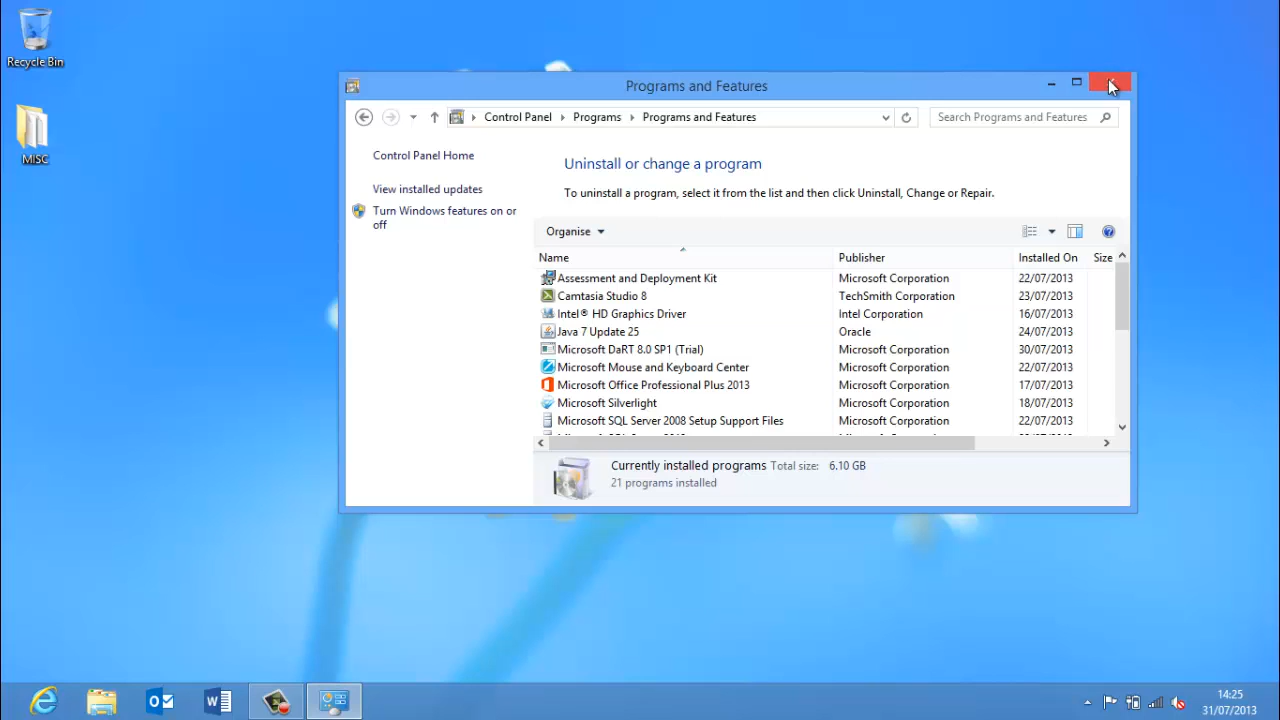 Recycle Bin
MISC
Programs and Features
Control Panel Programs Programs and Features
Search Programs and Features
Control Panel Home
View installed updates
Turn Windows features on or
off
Uninstall or change a program
To uninstall a program, select it from the list and then click Uninstall, Change or Repair.
Organise
Name Publisher Installed On Size
Assessment and Deployment Kit Microsoft Corporation 22/07/2013
Camtasia Studio 8 TechSmith Corporation 23/07/2013
Intel® HD Graphics Driver Intel Corporation 16/07/2013
Java 7 Update 25 Oracle 24/07/2013
Microsoft DaRT 8.0 SP1 (Trial) Microsoft Corporation 30/07/2013
Microsoft Mouse and Keyboard Center Microsoft Corporation 22/07/2013
Microsoft Office Professional Plus 2013 Microsoft Corporation 17/07/2013
Microsoft Silverlight Microsoft Corporation 18/07/2013
Microsoft SQL Server 2008 Setup Support Files Microsoft Corporation 22/07/2013
Currently installed programs Total size: 6.10 GB
21 programs installed
14:25
31/07/2013